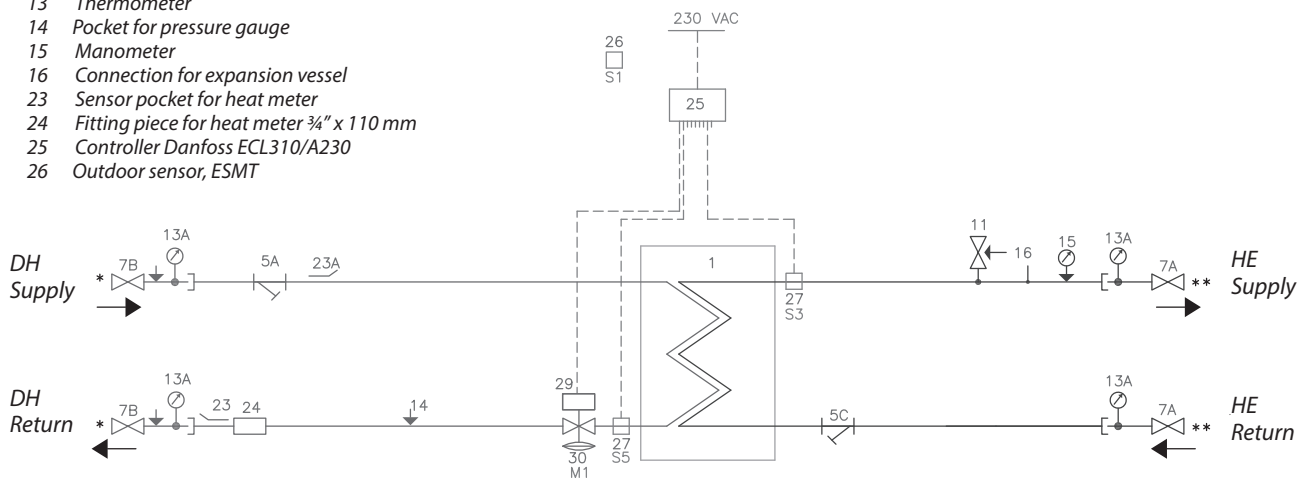 13 Thermometer
14 Pocket for pressure gauge
15 Manometer
16 Connection for expansion vessel
23 Sensor pocket for heat meter
24 Fitting piece for heat meter ¾" x 110 mm
25 Controller Danfoss ECL310/A230
26 Outdoor sensor, ESMT
230 VAC
26
S1
25
DH
Supply
*
7B
13A
5A
23A
1
27
S3
11
16
15
13A
7A
**
HE
Supply
DH
Return
*
7B
13A
23
24
14
29
30
M1
27
S5
5C
13A
7A
**
HE
Return